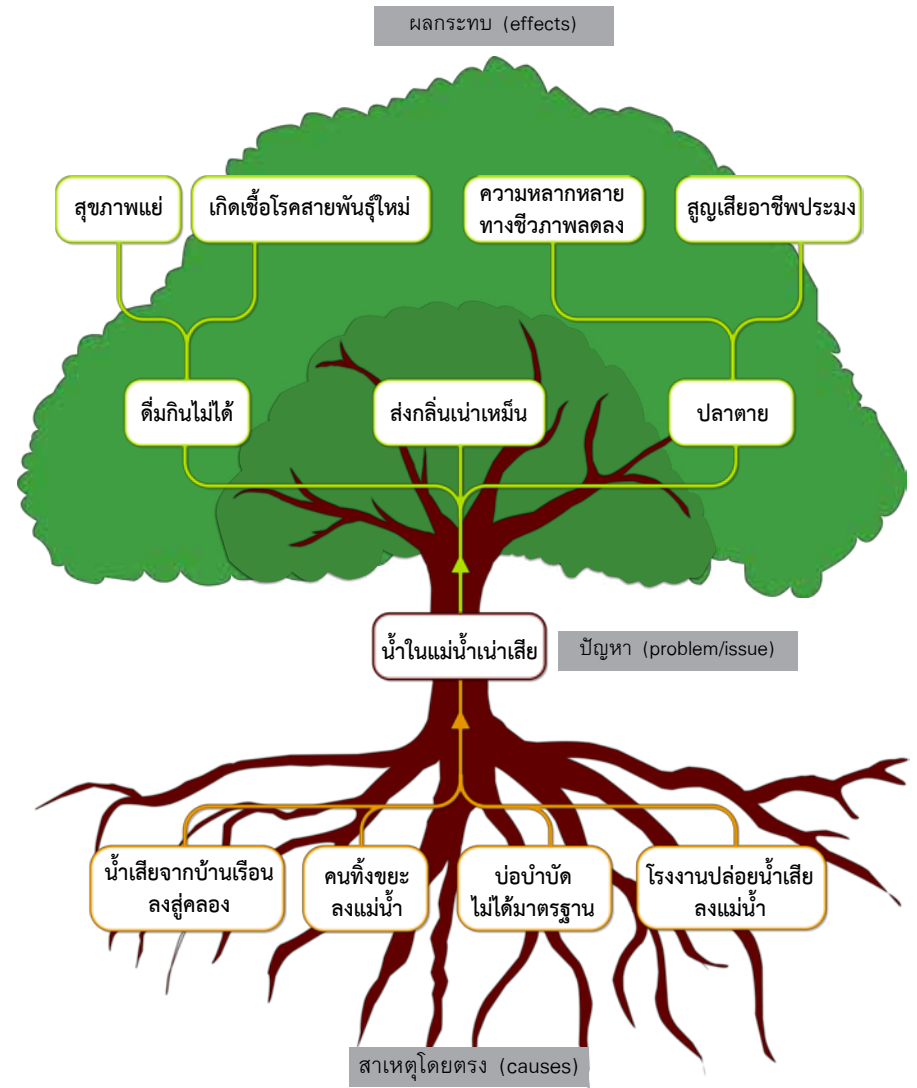 ผลกระทบ (effects)
สุขภาพแย่
เกิดเชื้อโรคสายพันธุ์ใหม่
ความหลากหลาย
ทางชีวภาพลดลง
สูญเสียอาชีพประมง
ดื่มกินไม่ได้
ส่งกลิ่นเน่าเหม็น
ปลาตาย
น้ำในแม่น้ำเน่าเสีย
ปัญหา (problem/issue)
น้ำเสียจากบ้านเรือน
ลงสู่คลอง
คนทิ้งขยะ
ลงแม่น้ำ
บ่อบำบัด
ไม่ได้มาตรฐาน
โรงงานปล่อยน้ำเสีย
ลงแม่น้ำ
สาเหตุโดยตรง (causes)